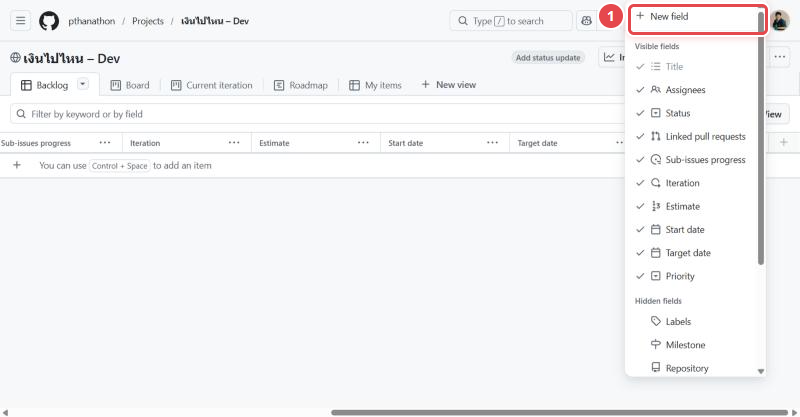 pthanathon / Projects / เงินไปไหน – Dev
Type / to search
1
+ New field
เงินไปไหน – Dev
Add status update
Backlog
Board
Current iteration
Roadmap
My items
+ New view
Filter by keyword or by field
View
Sub-issues progress
Iteration
Estimate
Start date
Target date
+ You can use Control + Space to add an item
Visible fields
Title
Assignees
Status
Linked pull requests
Sub-issues progress
Iteration
Estimate
Start date
Target date
Priority
Hidden fields
Labels
Milestone
Repository